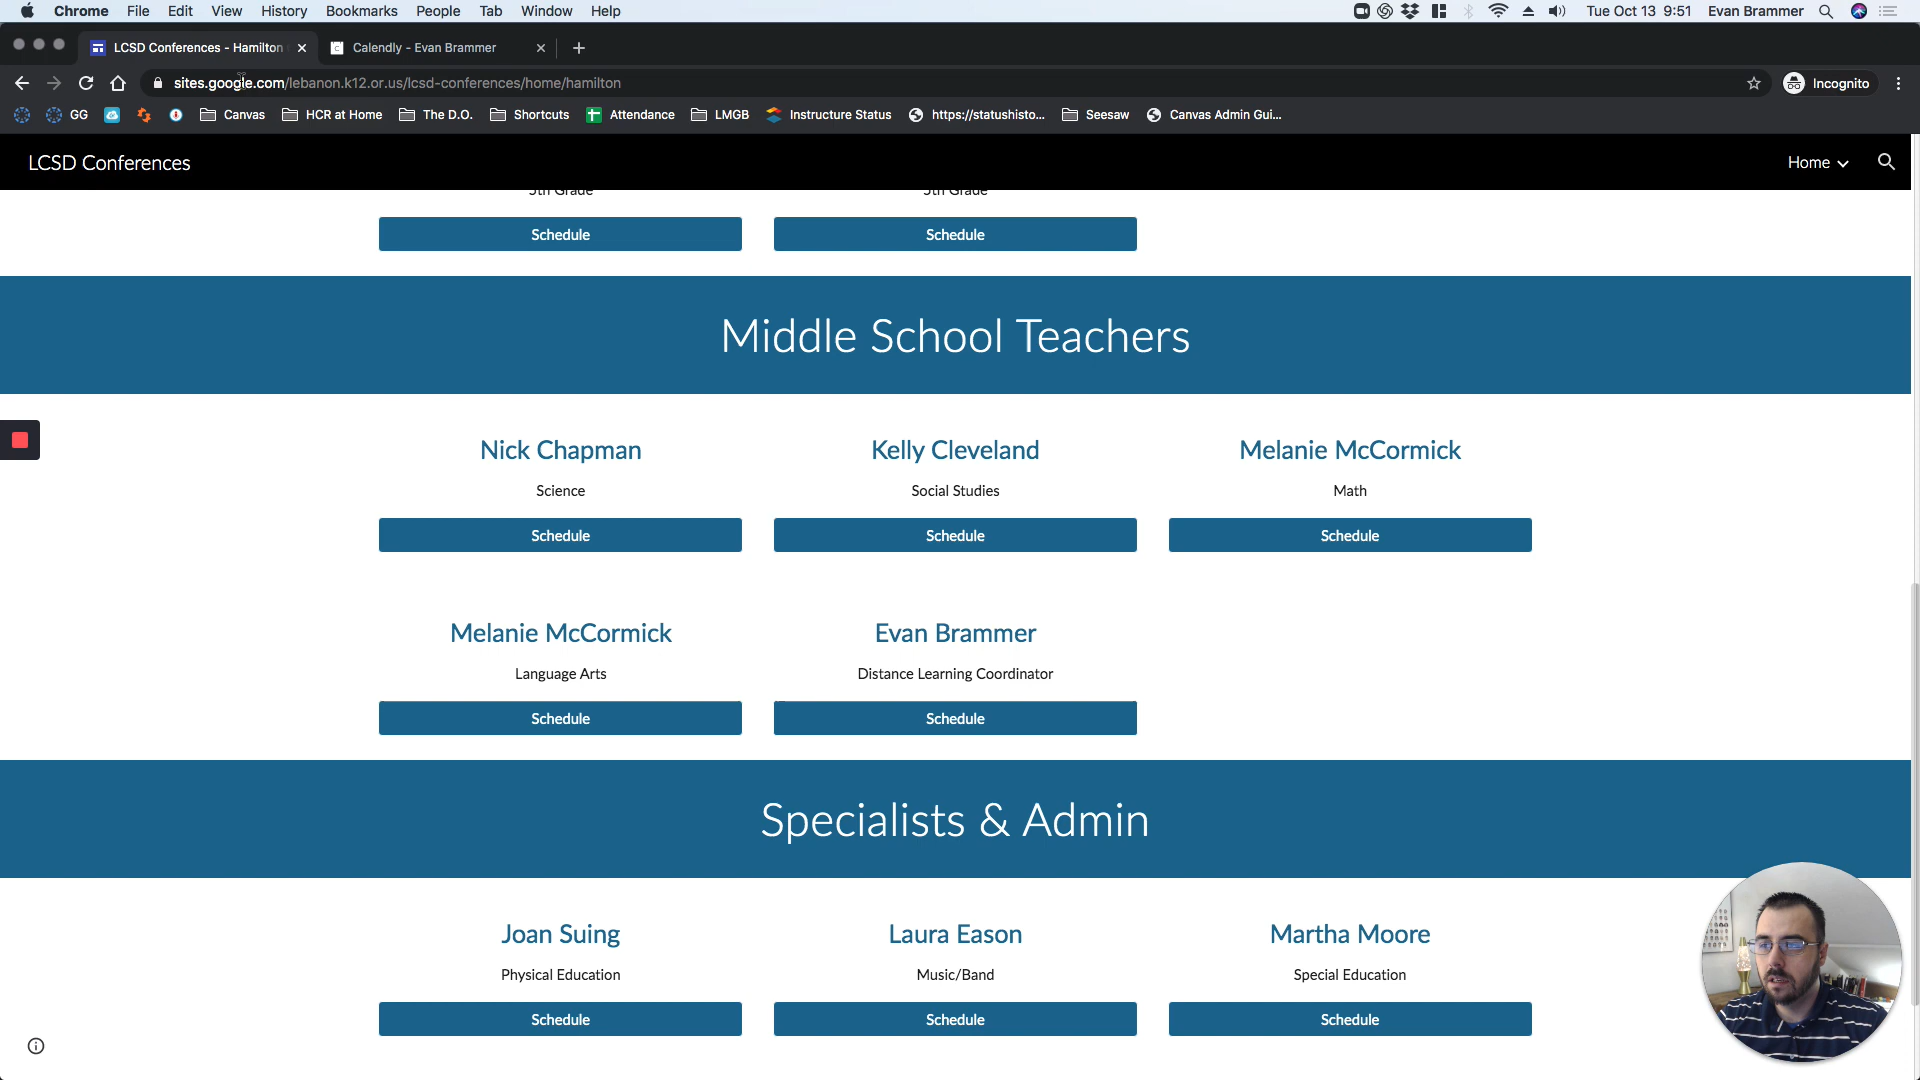 Chrome File Edit View History Bookmarks People Tab Window Help Tue Oct 13 9:51 Evan Brammer
LCSD Conferences - Hamilton Calendly - Evan Brammer
sites.google.com/lebanon.k12.or.us/lcsd-conferences/home/hamilton Incognito
GG Canvas HCR at Home The D.O. Shortcuts Attendance LMGB Instructure Status https://statushisto... Seesaw Canvas Admin Gui...
LCSD Conferences Home
5th Grade 5th Grade
Schedule Schedule
Middle School Teachers
Nick Chapman Kelly Cleveland Melanie McCormick
Science Social Studies Math
Schedule Schedule Schedule
Melanie McCormick Evan Brammer
Language Arts Distance Learning Coordinator
Schedule Schedule
Specialists & Admin
Joan Suing Laura Eason Martha Moore
Physical Education Music/Band Special Education
Schedule Schedule Schedule